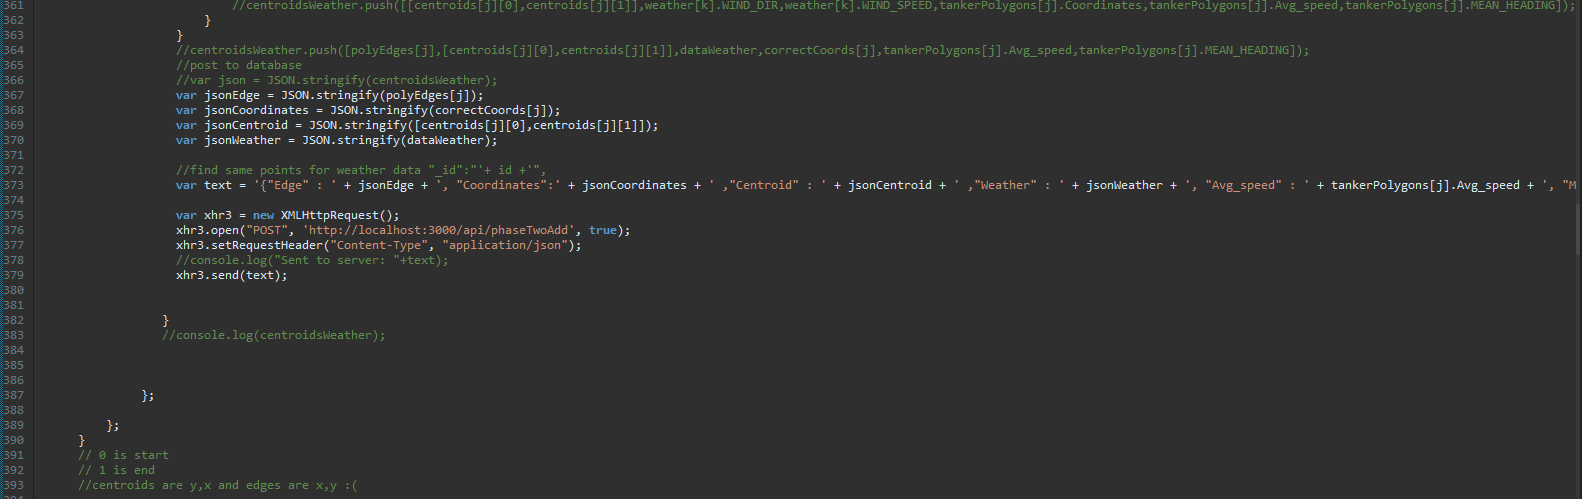 361 //centroidsWeather.push([[centroids[j][0],centroids[j][1]],weather[k].WIND_DIR,weather[k].WIND_SPEED,tankerPolygons[j].Coordinates,tankerPolygons[j].Avg_speed,tankerPolygons[j].MEAN_HEADING]);
362 }
363 }
364 //centroidsWeather.push([polyEdges[j],[centroids[j][0],centroids[j][1]],dataWeather,correctCoords[j],tankerPolygons[j].Avg_speed,tankerPolygons[j].MEAN_HEADING]);
365 //post to database
366 //var json = JSON.stringify(centroidsWeather);
367 var jsonEdge = JSON.stringify(polyEdges[j]);
368 var jsonCoordinates = JSON.stringify(correctCoords[j]);
369 var jsonCentroid = JSON.stringify([centroids[j][0],centroids[j][1]]);
370 var jsonWeather = JSON.stringify(dataWeather);
371
372 //find same points for weather data "_id":"'+ id +'",
373 var text = '{"Edge" : ' + jsonEdge + ', "Coordinates":' + jsonCoordinates + ' ,"Centroid" : ' + jsonCentroid + ' ,"Weather" : ' + jsonWeather + ', "Avg_speed" : ' + tankerPolygons[j].Avg_speed + ', "M
374
375 var xhr3 = new XMLHttpRequest();
376 xhr3.open("POST", 'http://localhost:3000/api/phaseTwoAdd', true);
377 xhr3.setRequestHeader("Content-Type", "application/json");
378 //console.log("Sent to server: "+text);
379 xhr3.send(text);
380
381
382 }
383 //console.log(centroidsWeather);
384
385
386
387 };
388
389 };
390 }
391 // 0 is start
392 // 1 is end
393 //centroids are y,x and edges are x,y :(